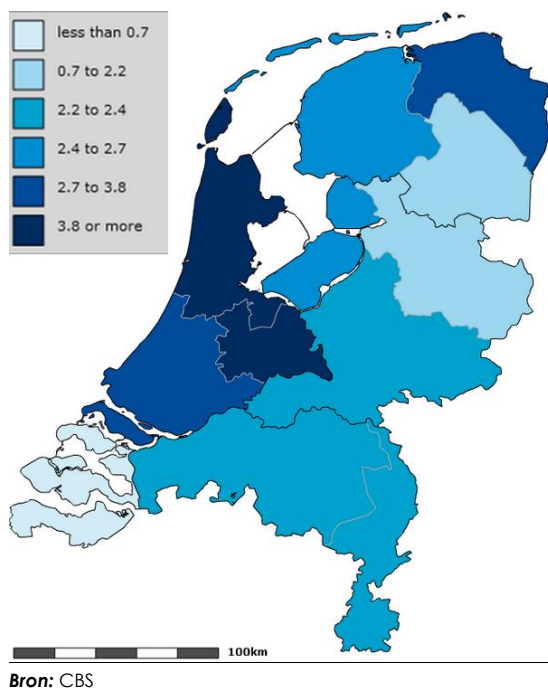 less than 0.7
0.7 to 2.2
2.2 to 2.4
2.4 to 2.7
2.7 to 3.8
3.8 or more
100km
Bron: CBS